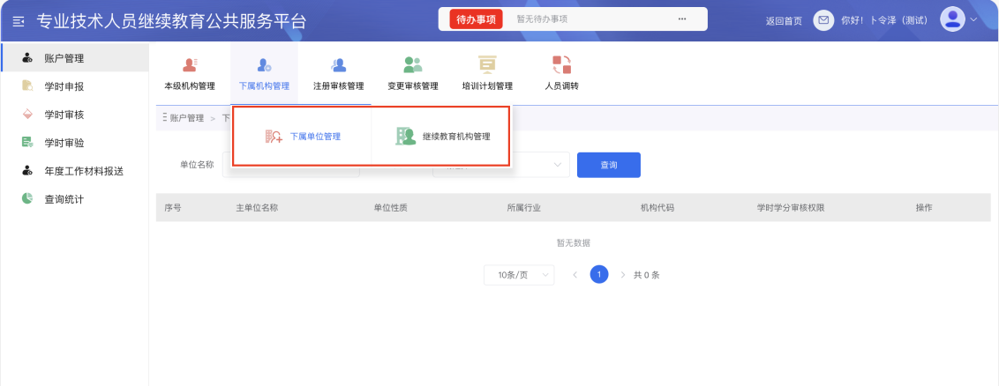 专业技术人员继续教育公共服务平台
待办事项 暂无待办事项 ...
返回首页 你好！卜令泽（测试）
账户管理
学时申报
学时审核
学时审验
年度工作材料报送
查询统计
本级机构管理 下属机构管理 注册审核管理 变更审核管理 培训计划管理 人员调转
账户管理 > 下
下属单位管理 继续教育机构管理
单位名称 查询
序号 主单位名称 单位性质 所属行业 机构代码 学时学分审核权限 操作
暂无数据
10条/页 < 1 > 共 0 条